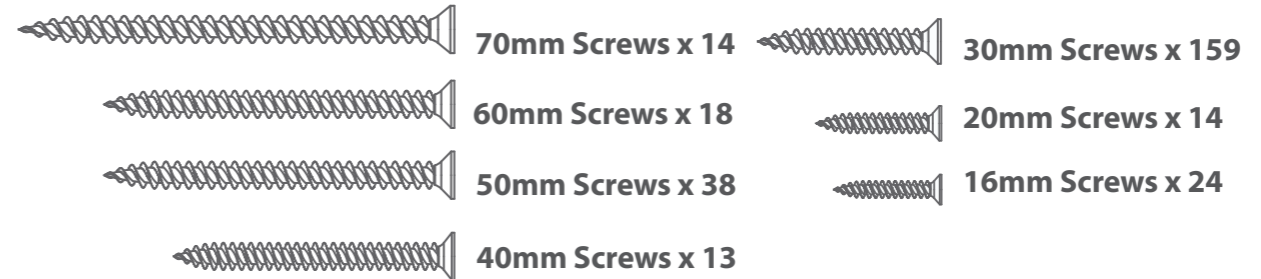 70mm Screws x 14
60mm Screws x 18
50mm Screws x 38
40mm Screws x 13
30mm Screws x 159
20mm Screws x 14
16mm Screws x 24